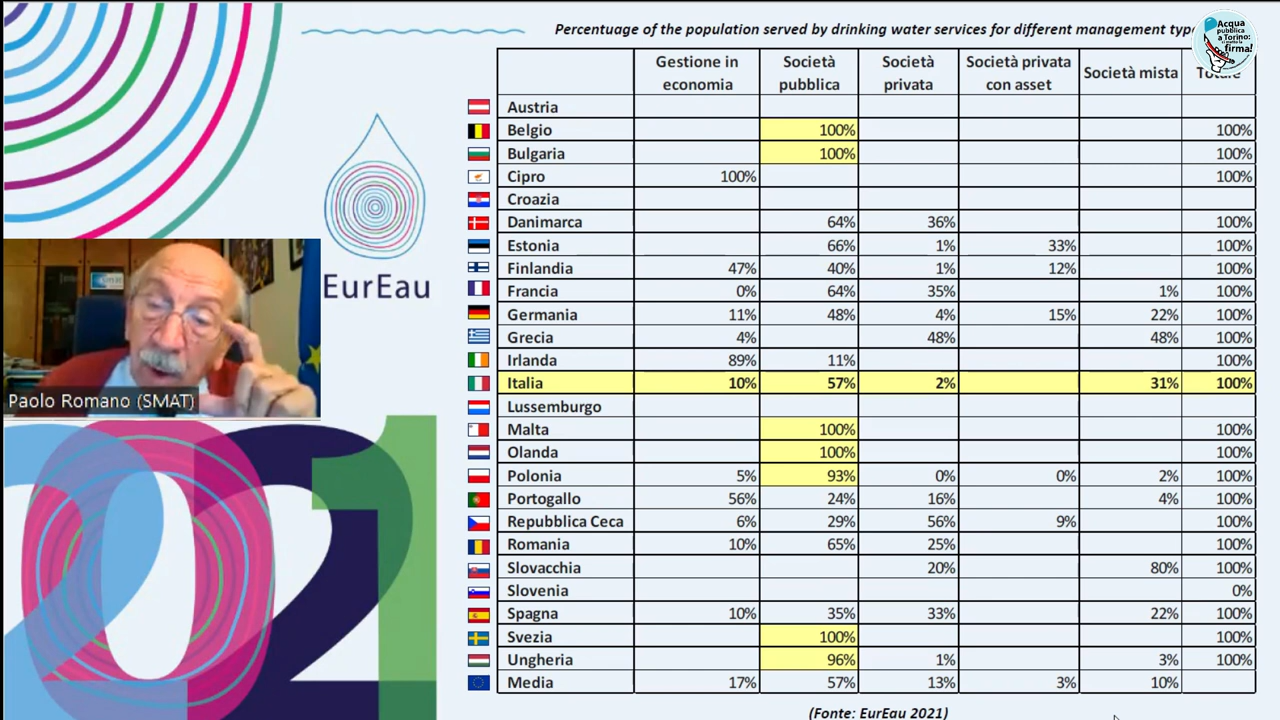 Percentuage of the population served by drinking water services for different management typ
Acqua pubblica a Torino:
firma!
Gestione in economia Società pubblica Società privata Società privata con asset Società mista
Austria
Belgio 100% 100%
Bulgaria 100% 100%
Cipro 100% 100%
Croazia
Danimarca 64% 36% 100%
Estonia 66% 1% 33% 100%
Finlandia 47% 40% 1% 12% 100%
Francia 0% 64% 35% 1% 100%
Germania 11% 48% 4% 15% 22% 100%
Grecia 4% 48% 48% 100%
Irlanda 89% 11% 100%
Italia 10% 57% 2% 31% 100%
Lussemburgo
Malta 100% 100%
Olanda 100% 100%
Polonia 5% 93% 0% 0% 2% 100%
Portogallo 56% 24% 16% 4% 100%
Repubblica Ceca 6% 29% 56% 9% 100%
Romania 10% 65% 25% 100%
Slovacchia 20% 80% 100%
Slovenia 0%
Spagna 10% 35% 33% 22% 100%
Svezia 100% 100%
Ungheria 96% 1% 3% 100%
Media 17% 57% 13% 3% 10%
(Fonte: EurEau 2021)
EurEau
Paolo Romano (SMAT)
2021